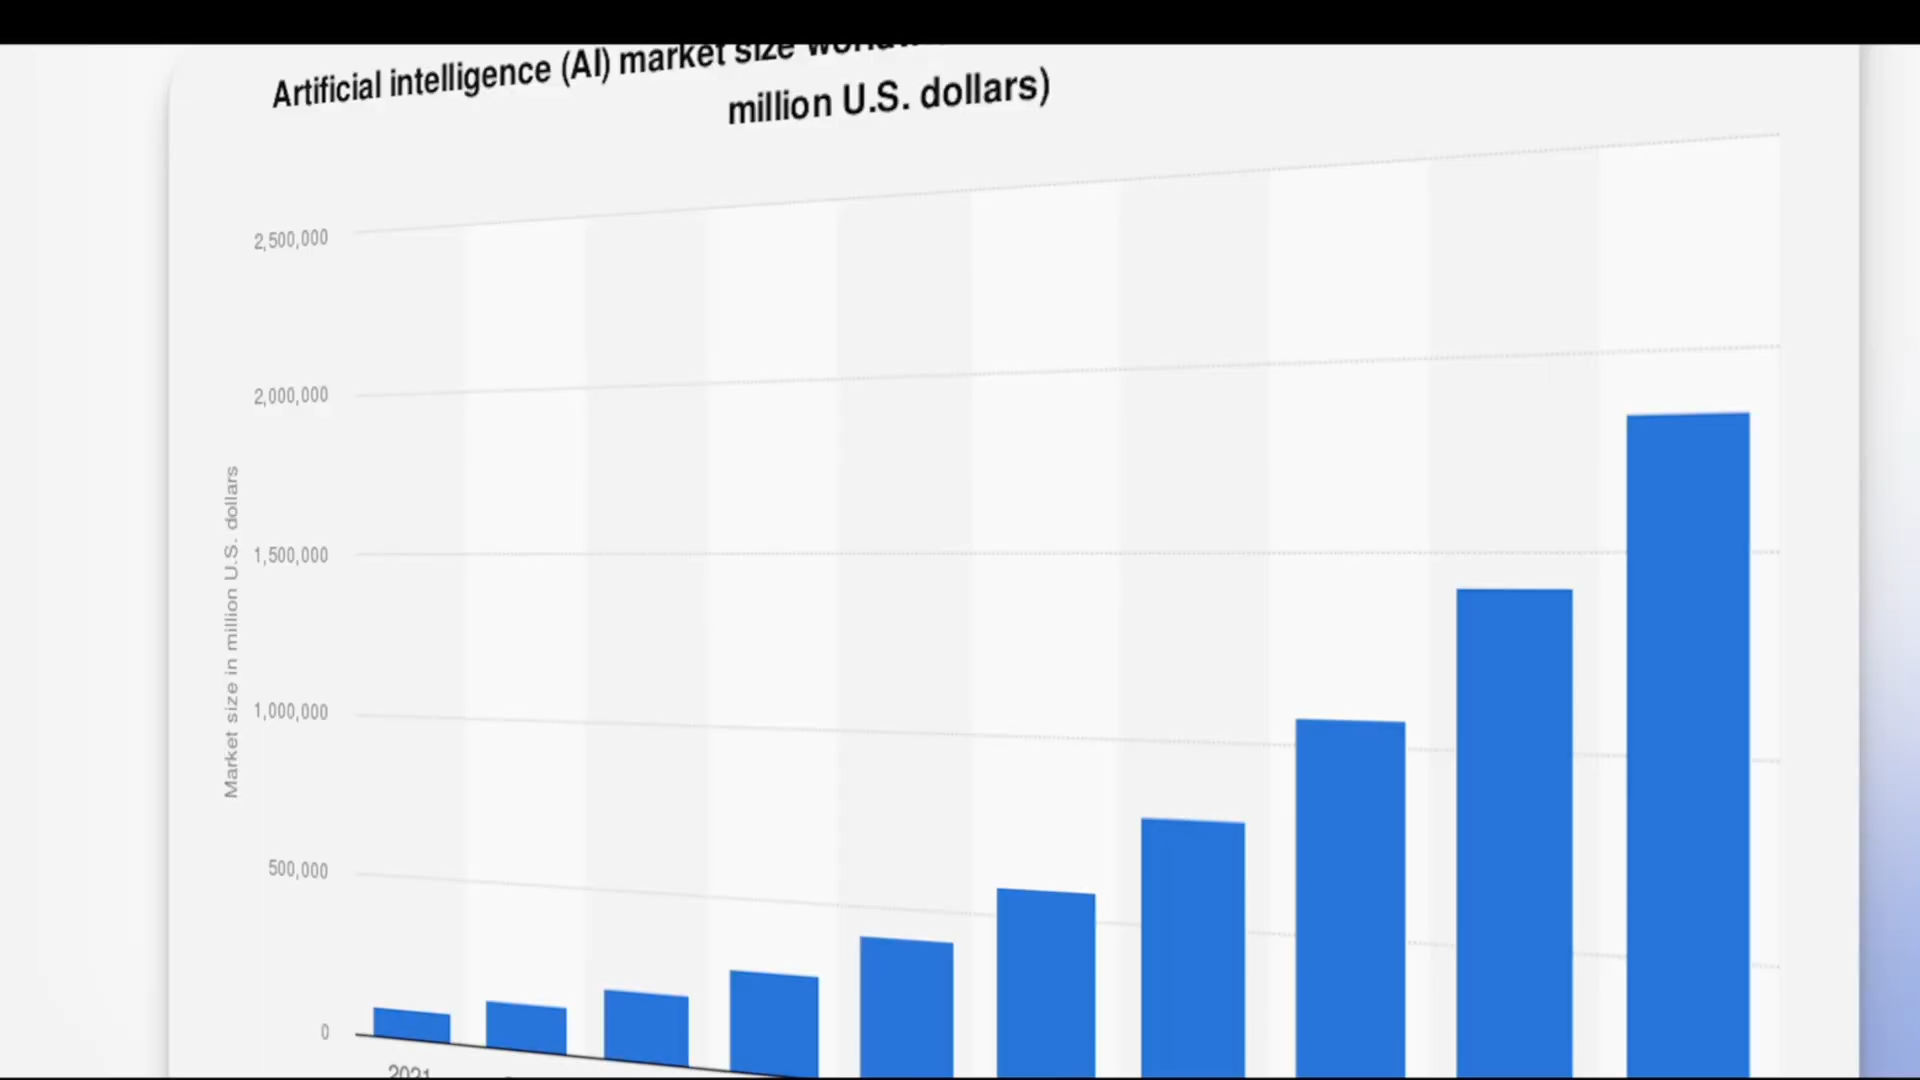 Artificial intelligence (AI) market size
million U.S. dollars)
2,500,000
2,000,000
1,500,000
1,000,000
500,000
0
Market size in million U.S. dollars
2021